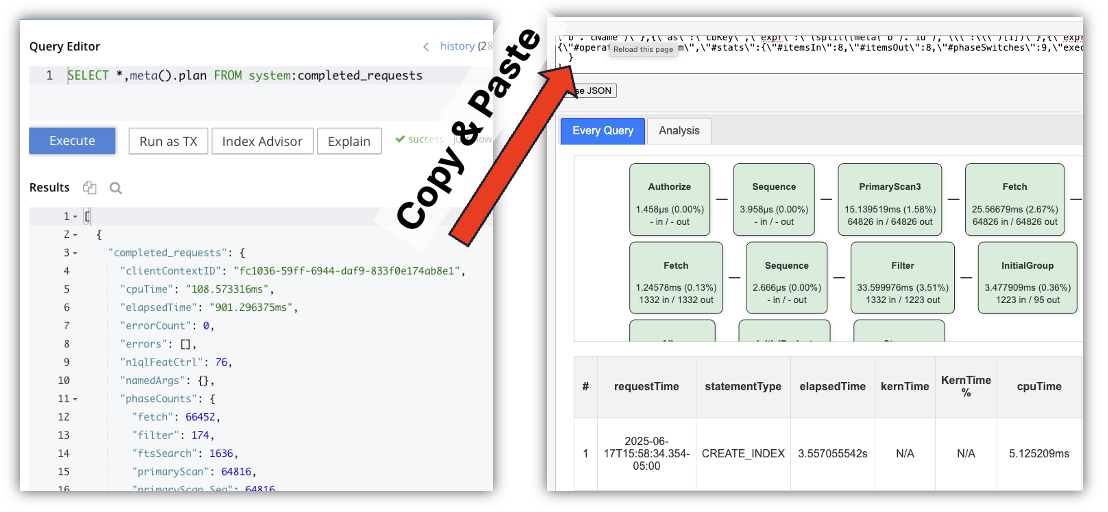 Query Editor
history (28
1 SELECT *,meta().plan FROM system:completed_requests
Execute
Run as TX
Index Advisor
Explain
success
Results
1 [
2 {
3 "completed_requests": {
4 "clientContextID": "fc1036-59ff-6944-daf9-833f0e174ab8e1",
5 "cpuTime": "108.573316ms",
6 "elapsedTime": "901.296375ms",
7 "errorCount": 0,
8 "errors": [],
9 "n1qlFeatCtrl": 76,
10 "namedArgs": {},
11 "phaseCounts": {
12 "fetch": 66452,
13 "filter": 174,
14 "ftsSearch": 1636,
15 "primaryScan": 64816,
16 "primaryScan.Seq": 64816,
Copy & Paste
{\"#operat
m\",\"#stats\":{\"#itemsIn\":8,\"#itemsOut\":8,\"#phaseSwitches\":9,\"exec
Reload this page
}
JSON
Every Query
Analysis
Authorize
1.458µs (0.00%)
- in / - out
Sequence
3.958µs (0.00%)
- in / - out
PrimaryScan3
15.139519ms (1.58%)
64826 in / 64826 out
Fetch
25.56679ms (2.67%)
64826 in / 64826 out
Fetch
1.24578ms (0.13%)
1332 in / 1332 out
Sequence
2.666µs (0.00%)
- in / - out
Filter
33.599976ms (3.51%)
1332 in / 1223 out
InitialGroup
3.477909ms (0.36%)
1223 in / 95 out
# requestTime statementType elapsedTime kernTime KernTime % cpuTime
1 2025-06-17T15:58:34.354-05:00 CREATE_INDEX 3.557055542s N/A N/A 5.125209ms